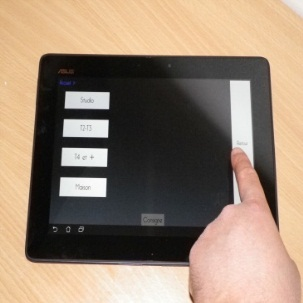 ASUS
Studio
T2-T3
T4 et +
Maison
Corriger